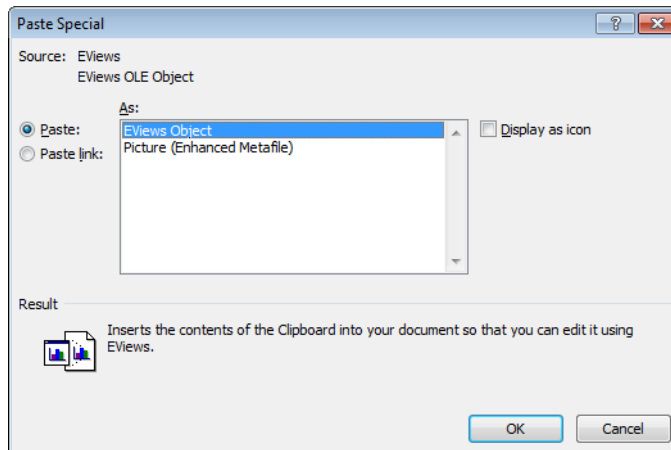 Paste Special
Source: EViews
EViews OLE Object
As:
Paste:
EViews Object
Display as icon
Paste link:
Picture (Enhanced Metafile)
Result
Inserts the contents of the Clipboard into your document so that you can edit it using
EViews.
OK
Cancel